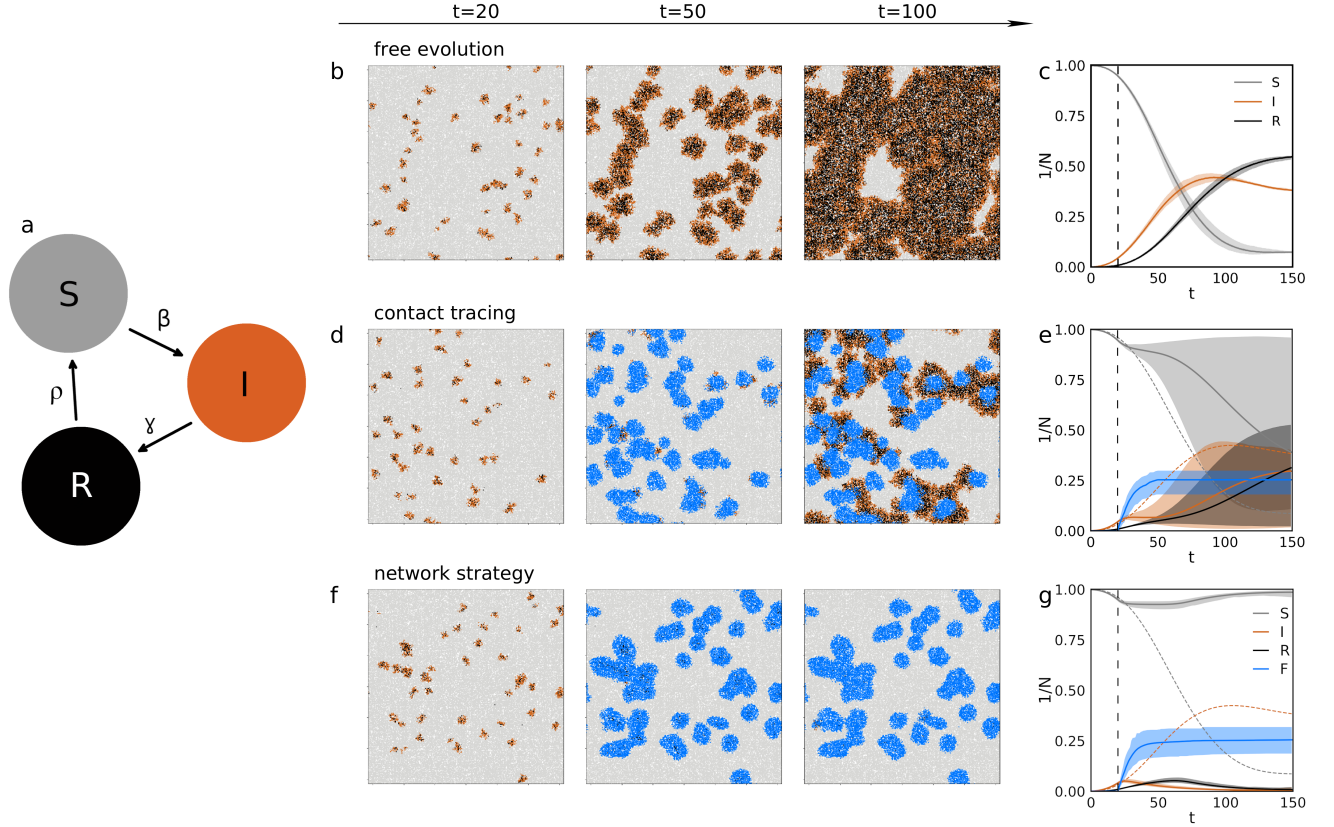 t=20 t=50 t=100
free evolution
b
c
1.00
0.75
0.50
0.25
0.00
1/N
S
I
R
0 50 100 150
t
a
S
β
I
ρ
γ
R
contact tracing
d
e
1.00
0.75
0.50
0.25
0.00
1/N
0 50 100 150
t
network strategy
f
g
1.00
0.75
0.50
0.25
0.00
1/N
S
I
R
F
0 50 100 150
t